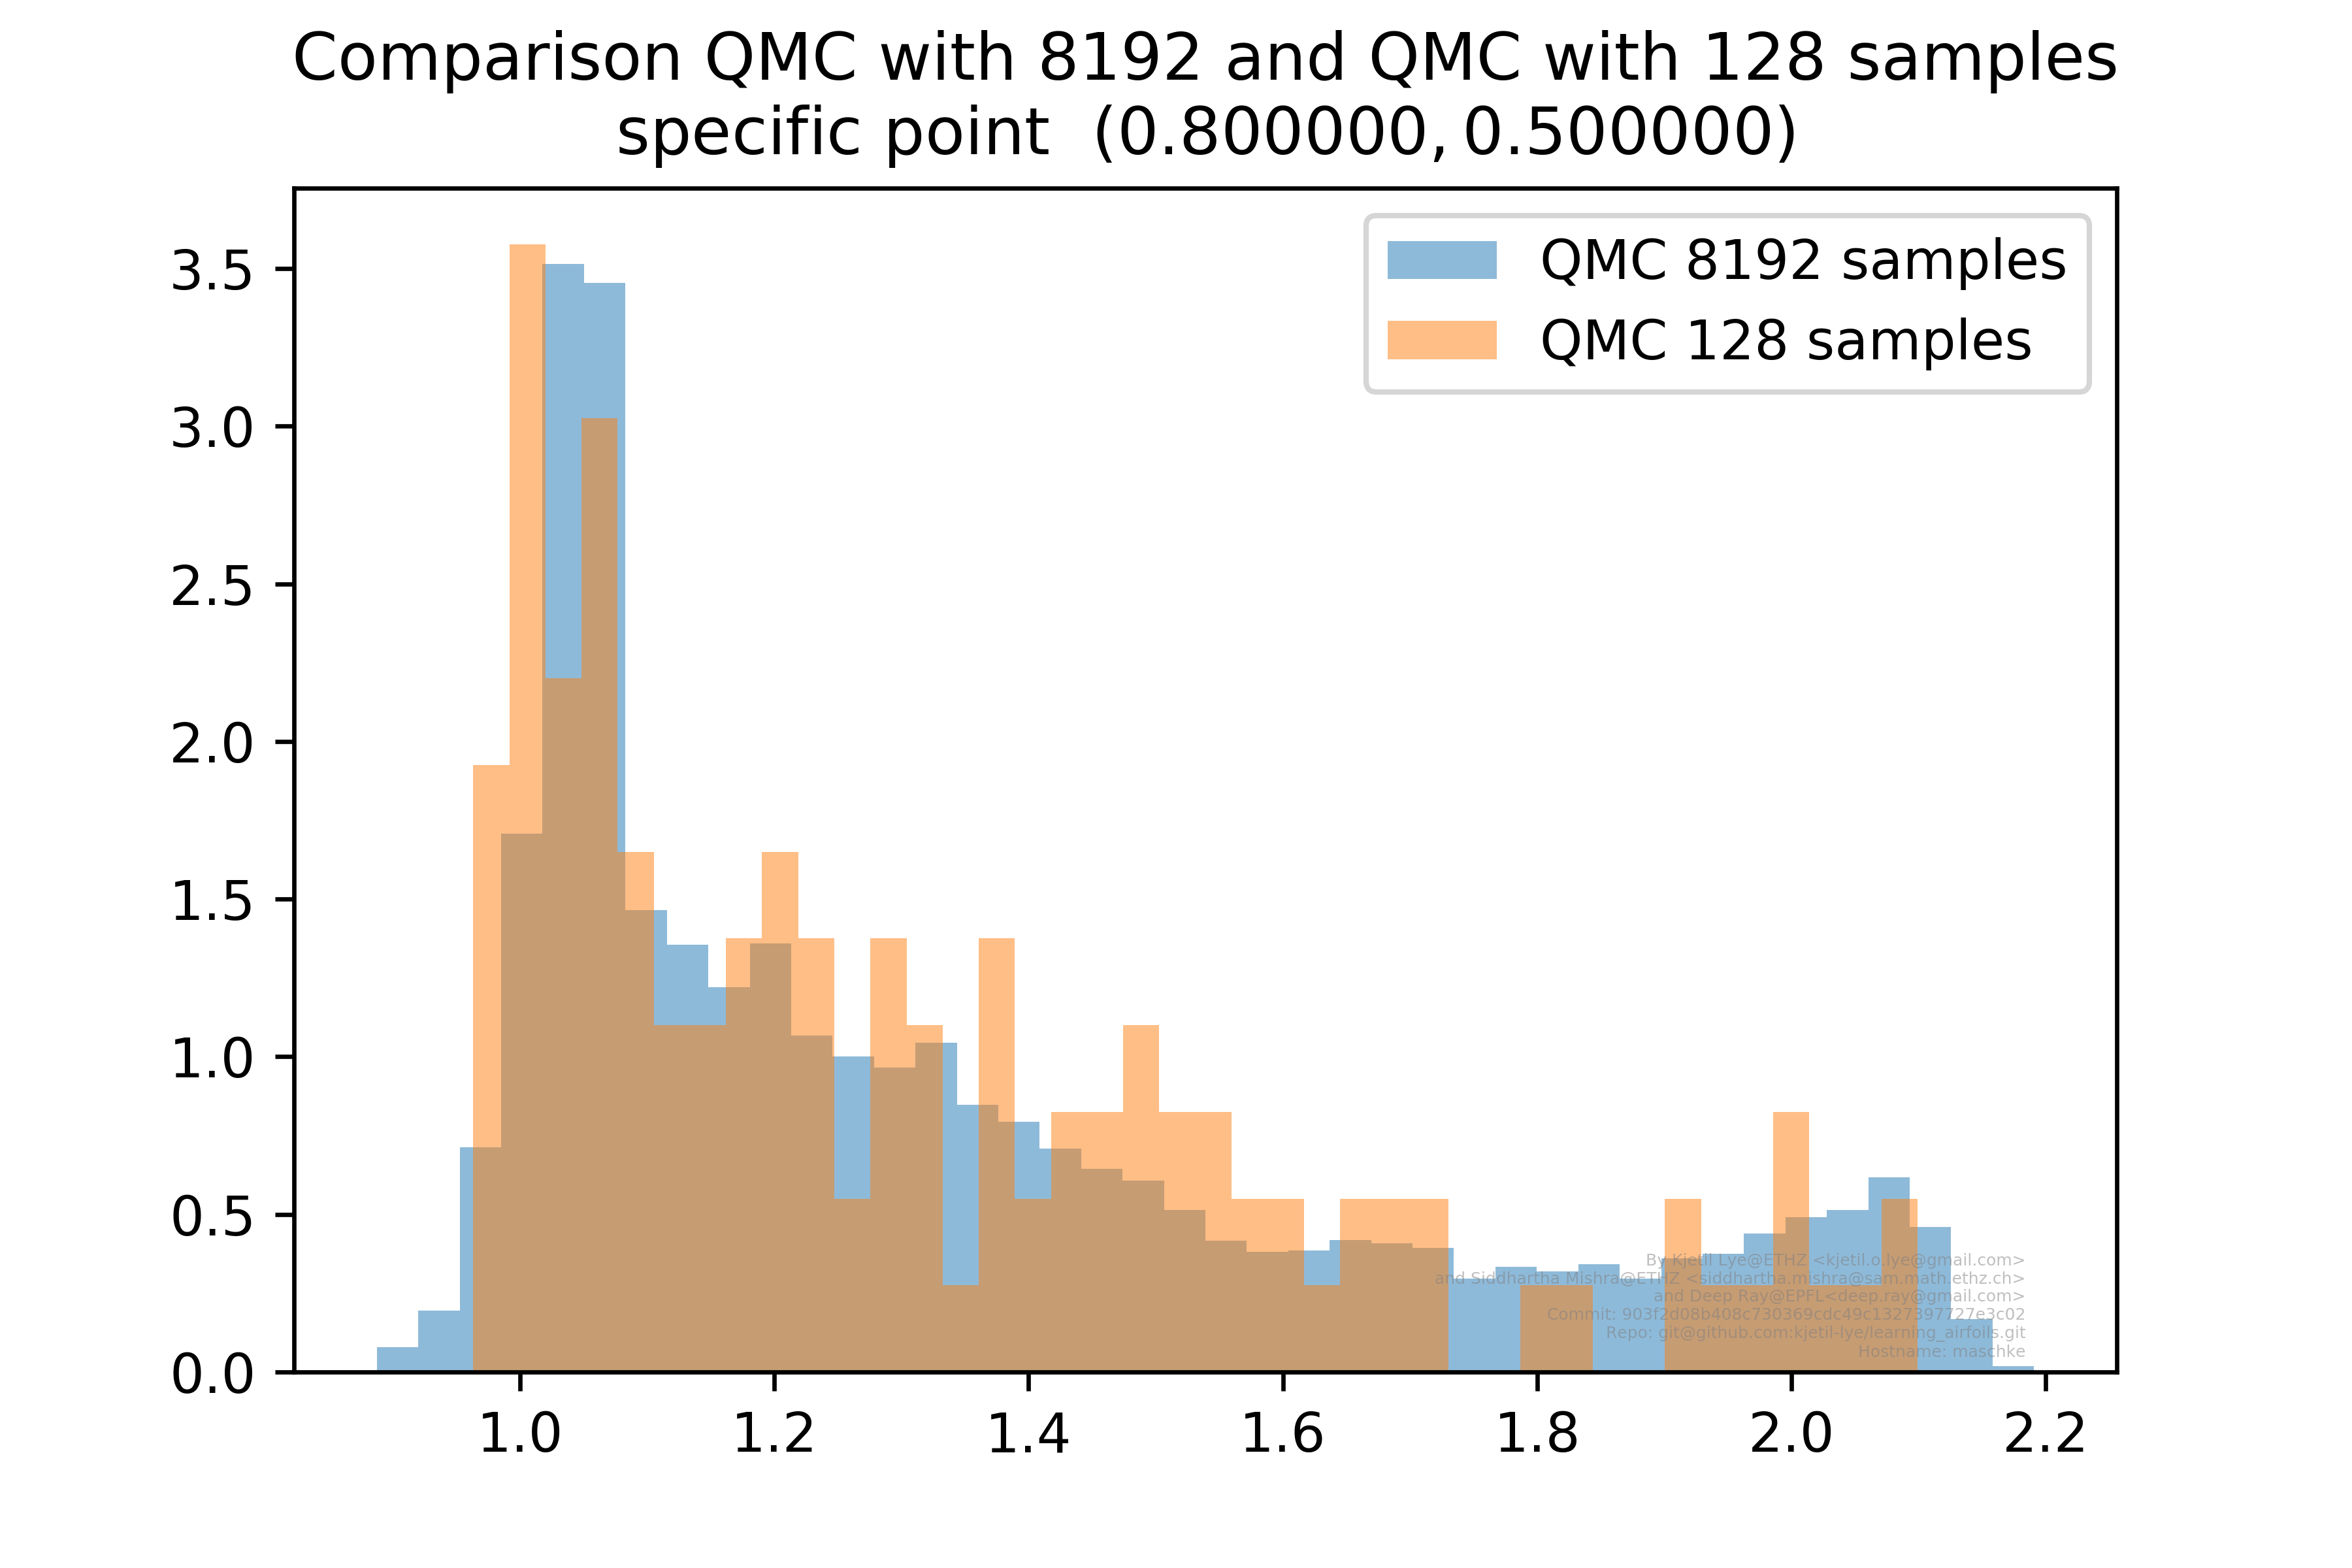 Comparison QMC with 8192 and QMC with 128 samples
specific point (0.800000, 0.500000)
QMC 8192 samples
QMC 128 samples
3.5
3.0
2.5
2.0
1.5
1.0
0.5
0.0
By Kjetil Lye@ETHZ <kjetil.o.lye@gmail.com>
and Siddhartha Mishra@ETHZ <siddhartha.mishra@sam.math.ethz.ch>
and Deep Ray@EPFL<deep.ray@gmail.com>
Commit: 903f2d08b408c730369cdc49c1327397727e3c02
Repo: git@github.com:kjetil-lye/learning_airfoils.git
Hostname: maschke
1.0 1.2 1.4 1.6 1.8 2.0 2.2